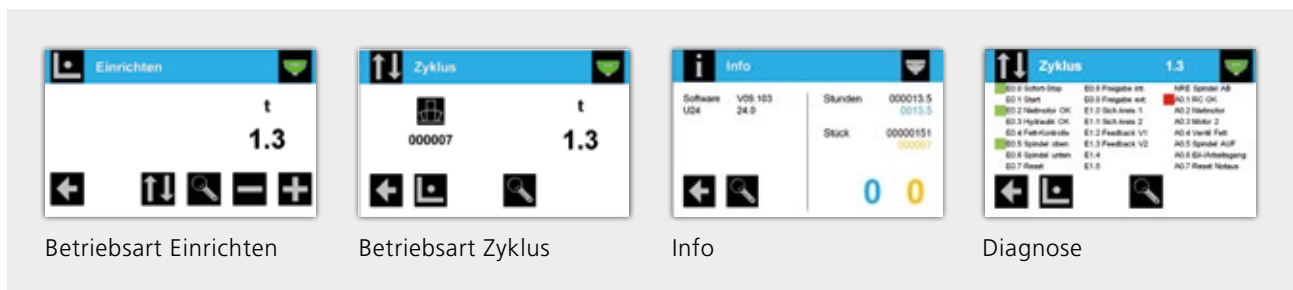 Einrichten
t
1.3
Betriebsart Einrichten
Zyklus
t
000007
1.3
Betriebsart Zyklus
i Info
Software V09.103
U24 24.0
Stunden 000013.5
0013.5
Stück 00000151
000007
0 0
Info
Zyklus 1.3
E0.0 Sofort-Stop E0.8 Freigabe int. NRE Spinder AB
E0.1 Start E0.9 Freigabe ext. A0.1 RC OK
E0.2 Nietmotor OK E1.0 Sich.kreis 1 A0.2 Nietmotor
E0.3 Hydraulik OK E1.1 Sich.kreis 2 A0.3 Motor 2
E0.4 Fett-Kontrolle E1.2 Feedback V1 A0.4 Ventil Fett
E0.5 Spindel oben E1.3 Feedback V2 A0.5 Spindel AUF
E0.6 Spindel unten E1.4 A0.6 Eil-/Arbeitsgang
E0.7 Reset E1.5 A0.7 Reset Notaus
Diagnose